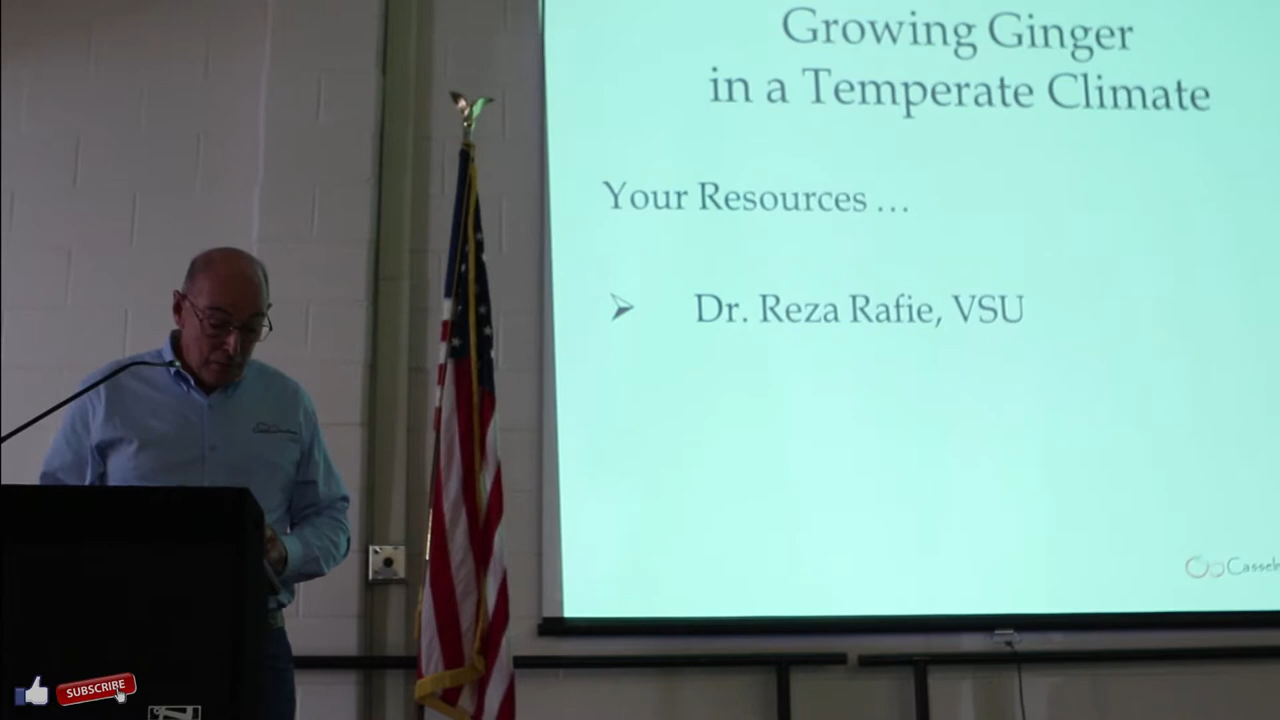 Growing Ginger
in a Temperate Climate
Your Resources ...
Dr. Reza Rafie, VSU
SUBSCRIBE